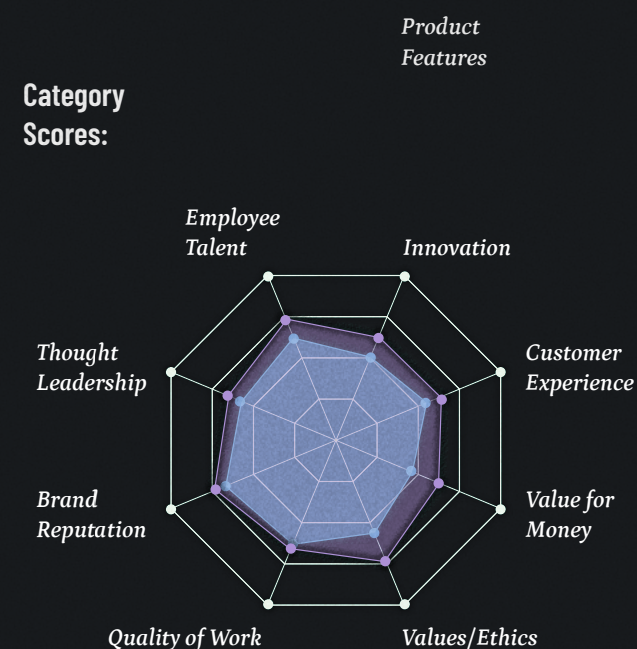 Product
Features
Category
Scores:
Employee
Talent
Innovation
Thought
Leadership
Customer
Experience
Brand
Reputation
Value for
Money
Quality of Work
Values/Ethics